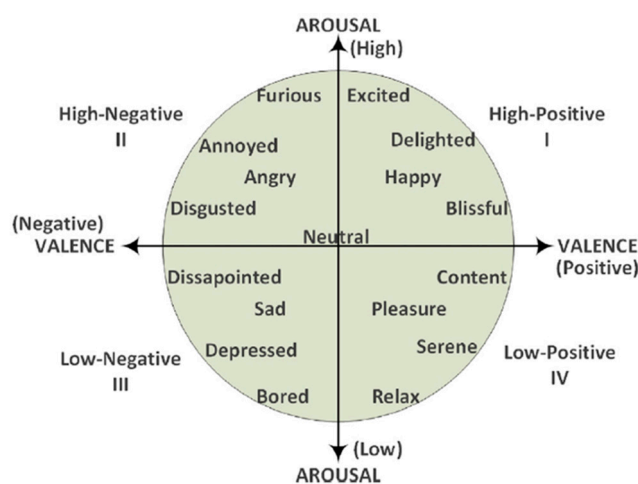 AROUSAL
(High)
Furious
Excited
High-Negative
II
High-Positive
I
Annoyed
Delighted
Angry
Happy
Disgusted
Blissful
(Negative)
VALENCE
Neutral
VALENCE
(Positive)
Dissapointed
Content
Sad
Pleasure
Depressed
Serene
Low-Negative
III
Low-Positive
IV
Bored
Relax
(Low)
AROUSAL